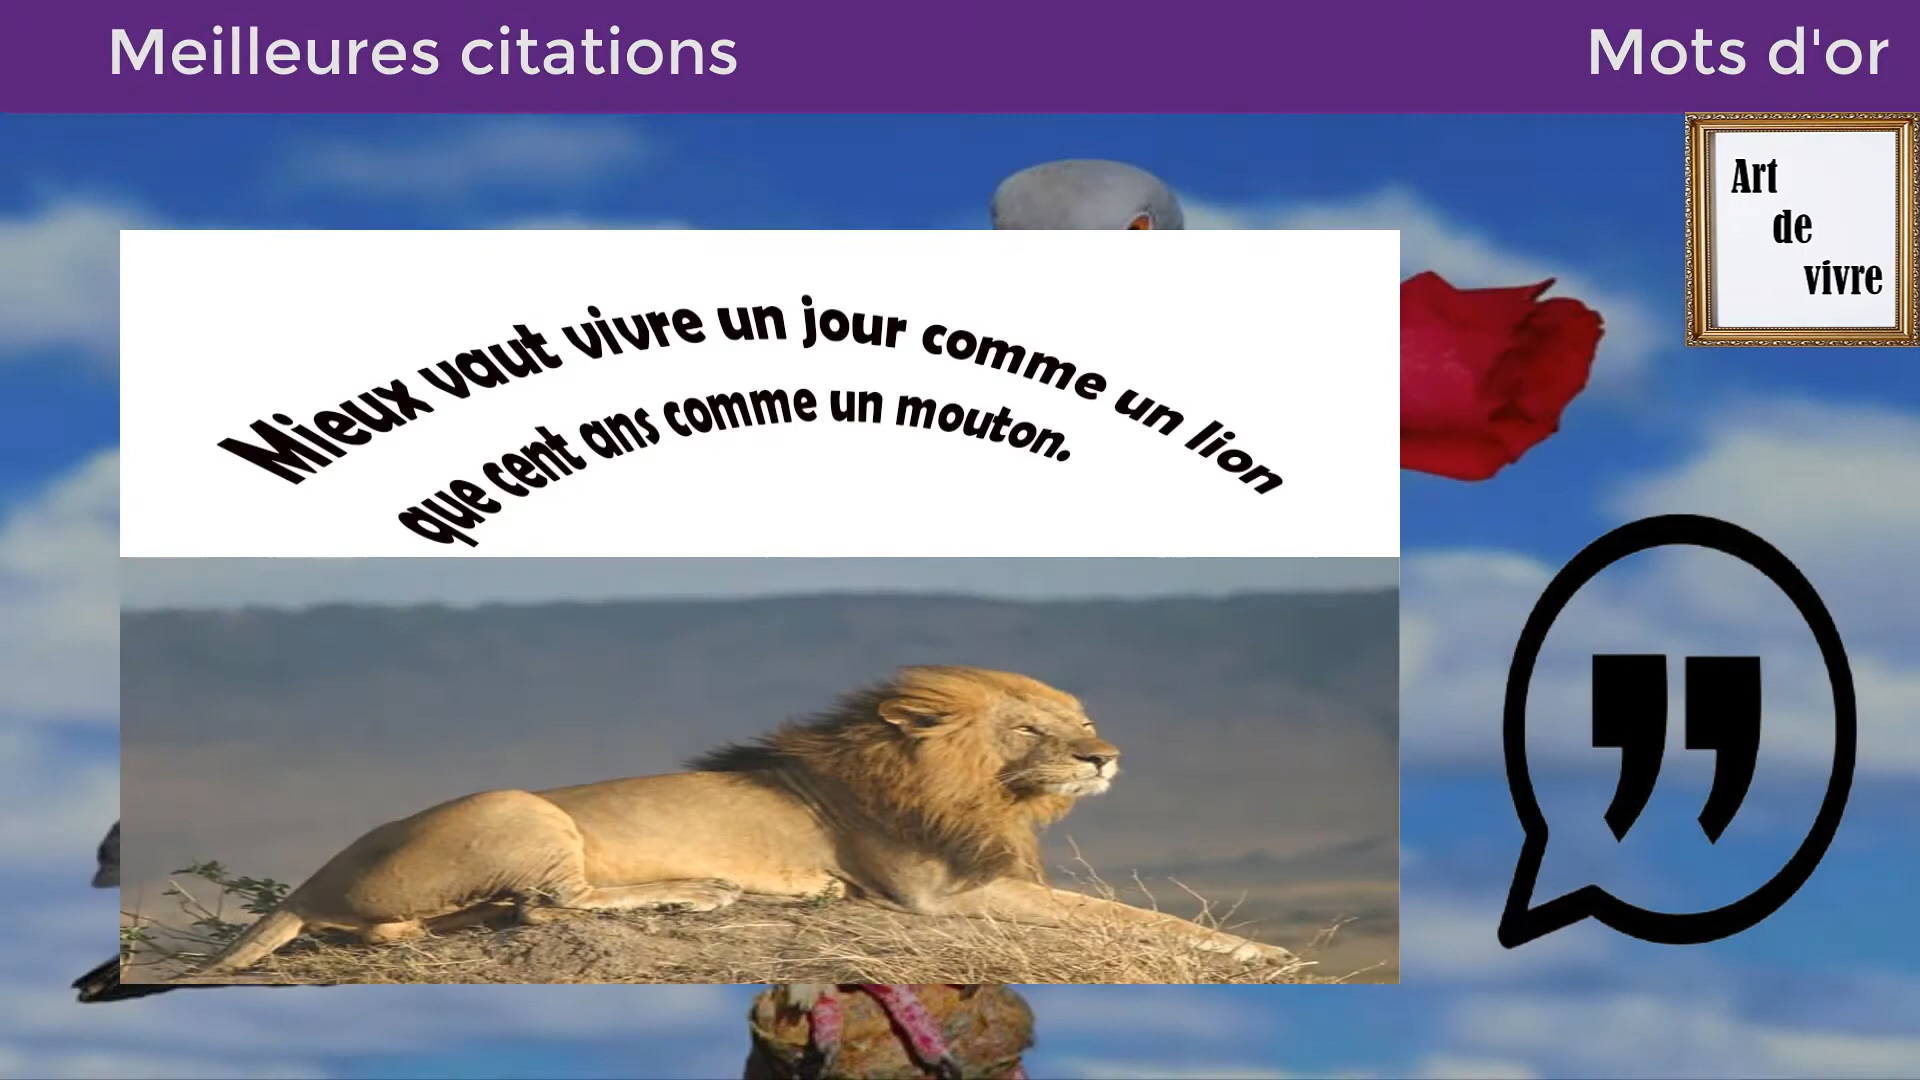 Meilleures citations
Mots d'or
Art
de
vivre
Mieux vaut vivre un jour comme un lion
que cent ans comme un mouton.